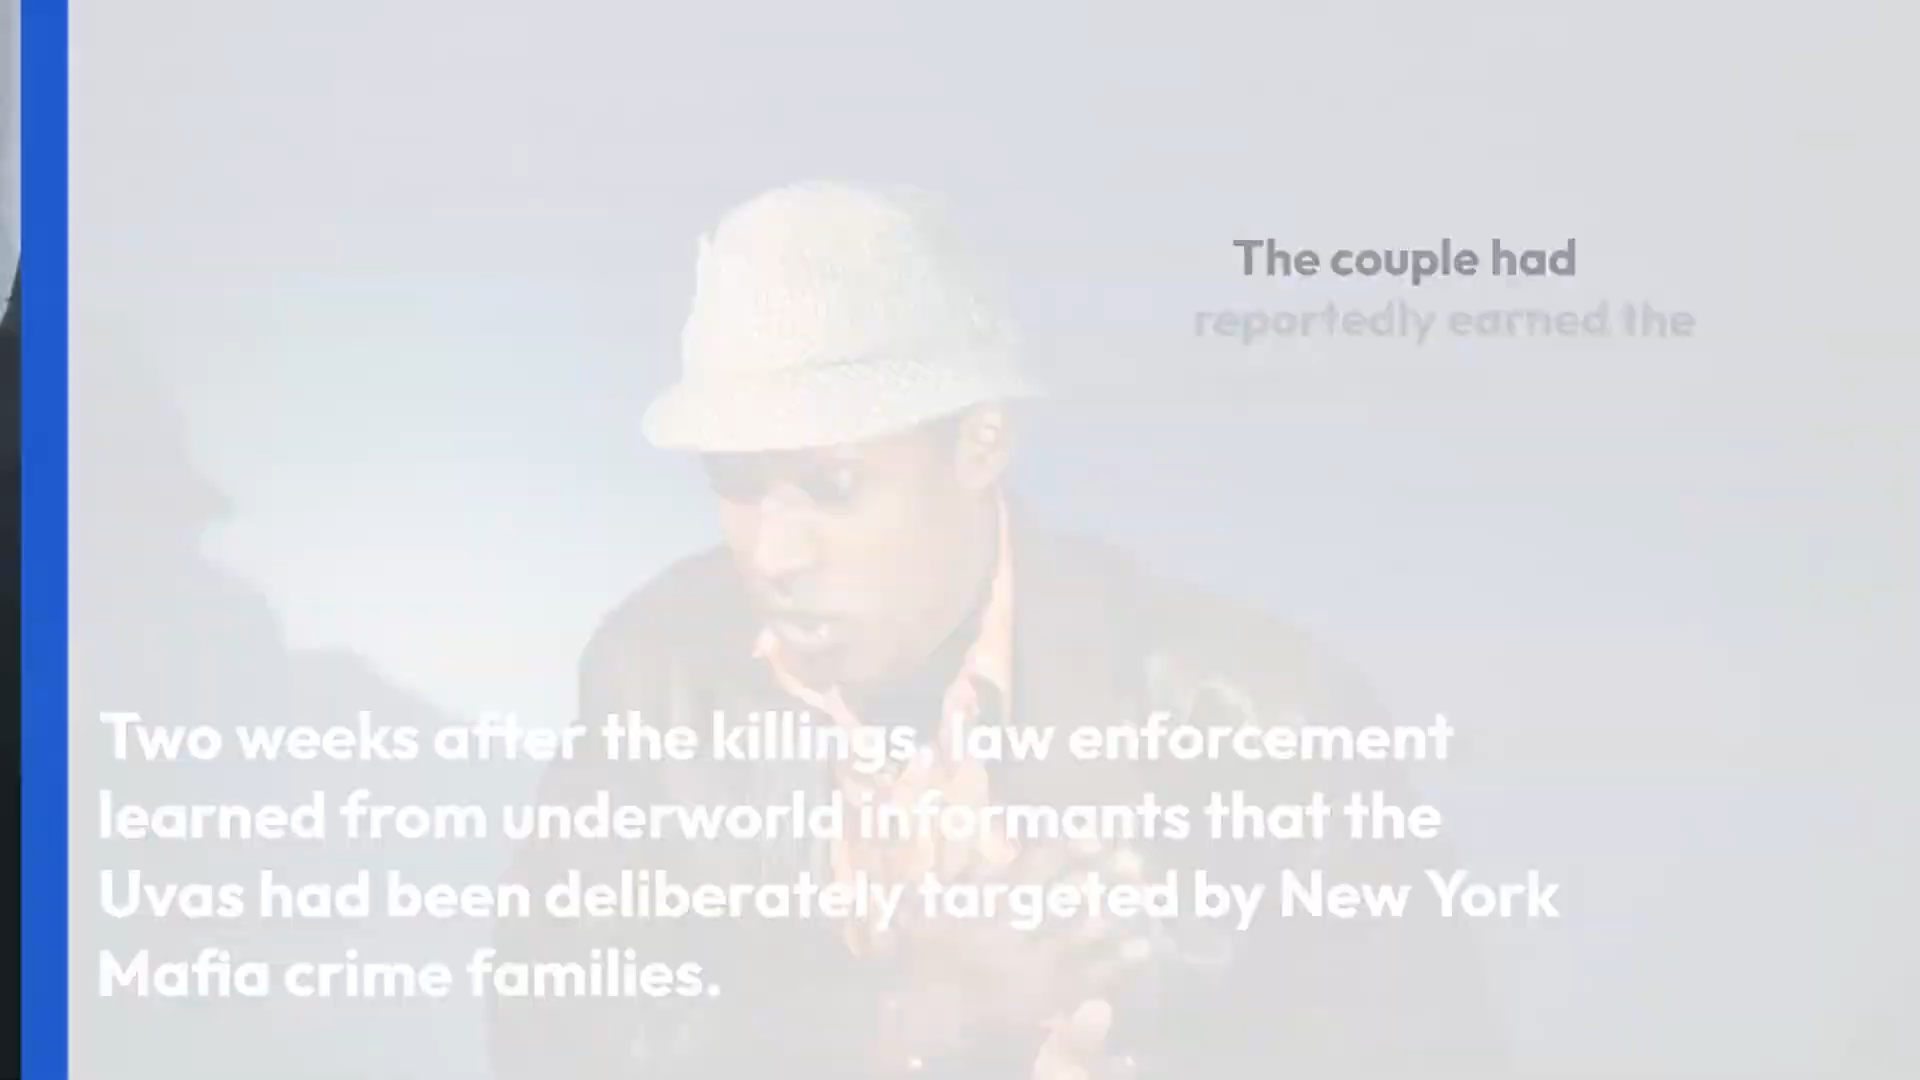 The couple had
reportedly earned the
Two weeks after the killings, law enforcement
learned from underworld informants that the
Uvas had been deliberately targeted by New York
Mafia crime families.